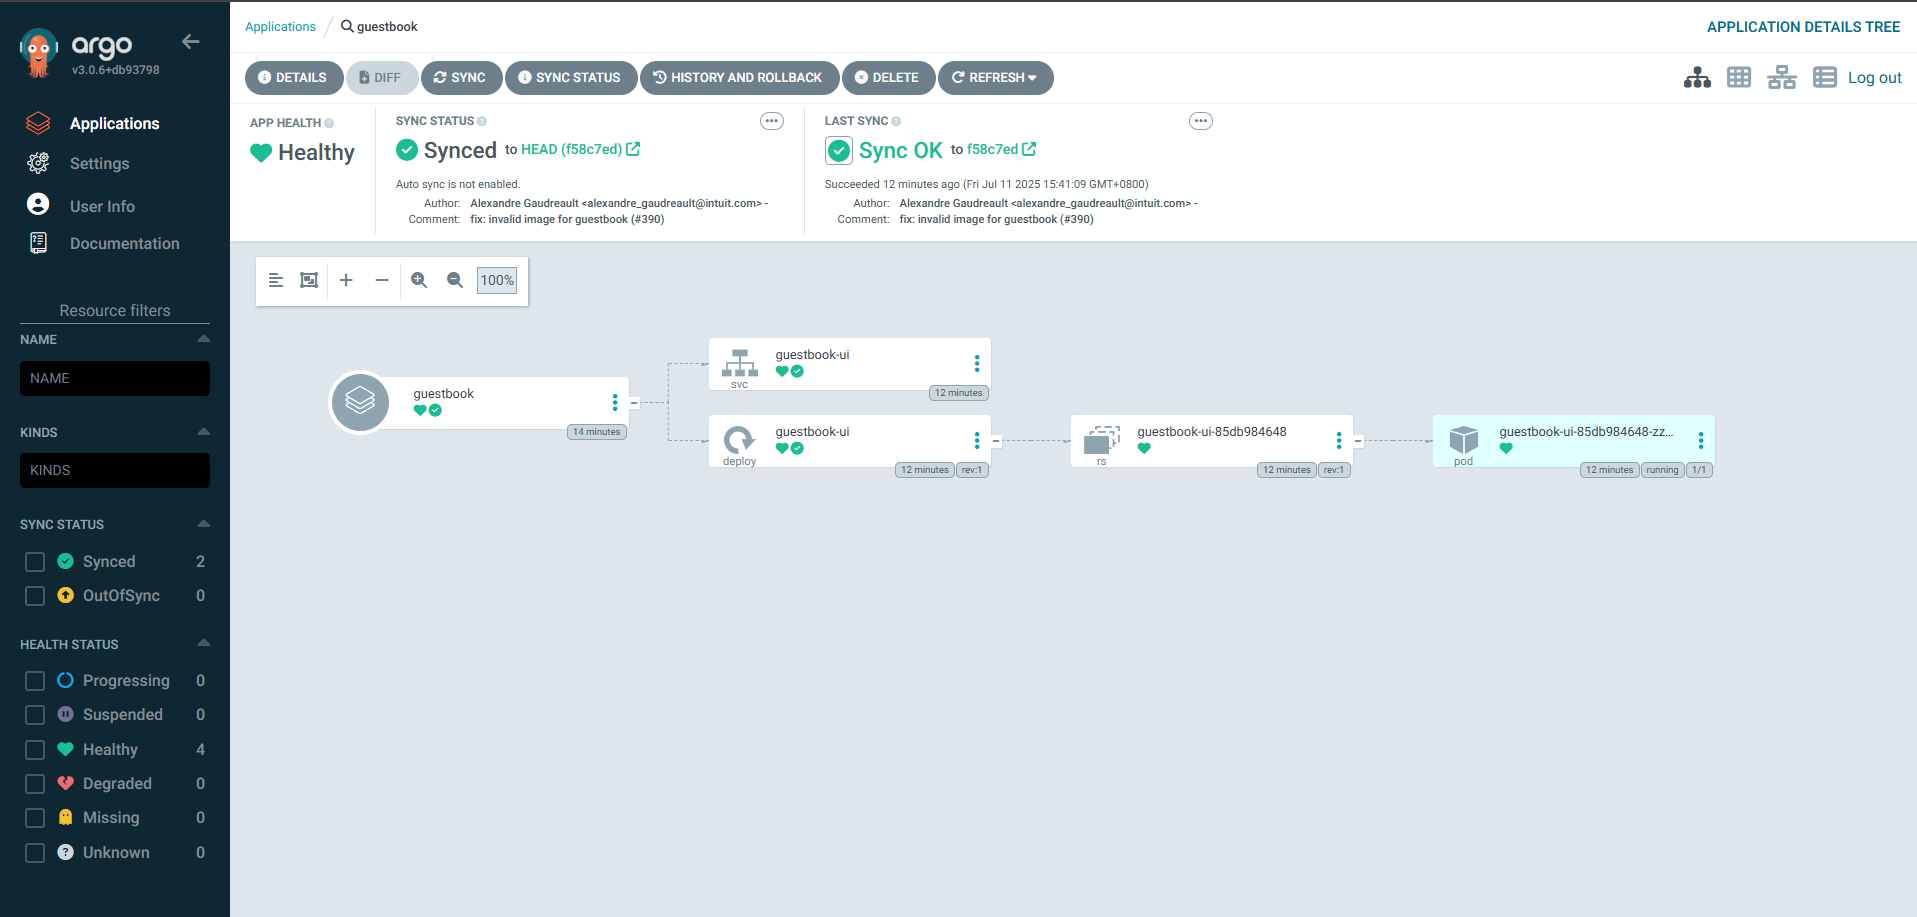 argo
v3.0.6+db93798
Applications
Settings
User Info
Documentation
Resource filters
NAME
NAME
KINDS
KINDS
SYNC STATUS
Synced 2
OutOfSync 0
HEALTH STATUS
Progressing 0
Suspended 0
Healthy 4
Degraded 0
Missing 0
Unknown 0
Applications / guestbook
APPLICATION DETAILS TREE
DETAILS DIFF SYNC SYNC STATUS HISTORY AND ROLLBACK DELETE REFRESH
Log out
APP HEALTH
Healthy
SYNC STATUS
Synced to HEAD (f58c7ed)
Auto sync is not enabled.
Author: Alexandre Gaudreault <alexandre_gaudreault@intuit.com> -
Comment: fix: invalid image for guestbook (#390)
LAST SYNC
Sync OK to f58c7ed
Succeeded 12 minutes ago (Fri Jul 11 2025 15:41:09 GMT+0800)
Author: Alexandre Gaudreault <alexandre_gaudreault@intuit.com> -
Comment: fix: invalid image for guestbook (#390)
100%
guestbook
14 minutes
guestbook-ui
svc
12 minutes
guestbook-ui
deploy
12 minutes rev:1
guestbook-ui-85db984648
rs
12 minutes rev:1
guestbook-ui-85db984648-zz...
pod
12 minutes running 1/1